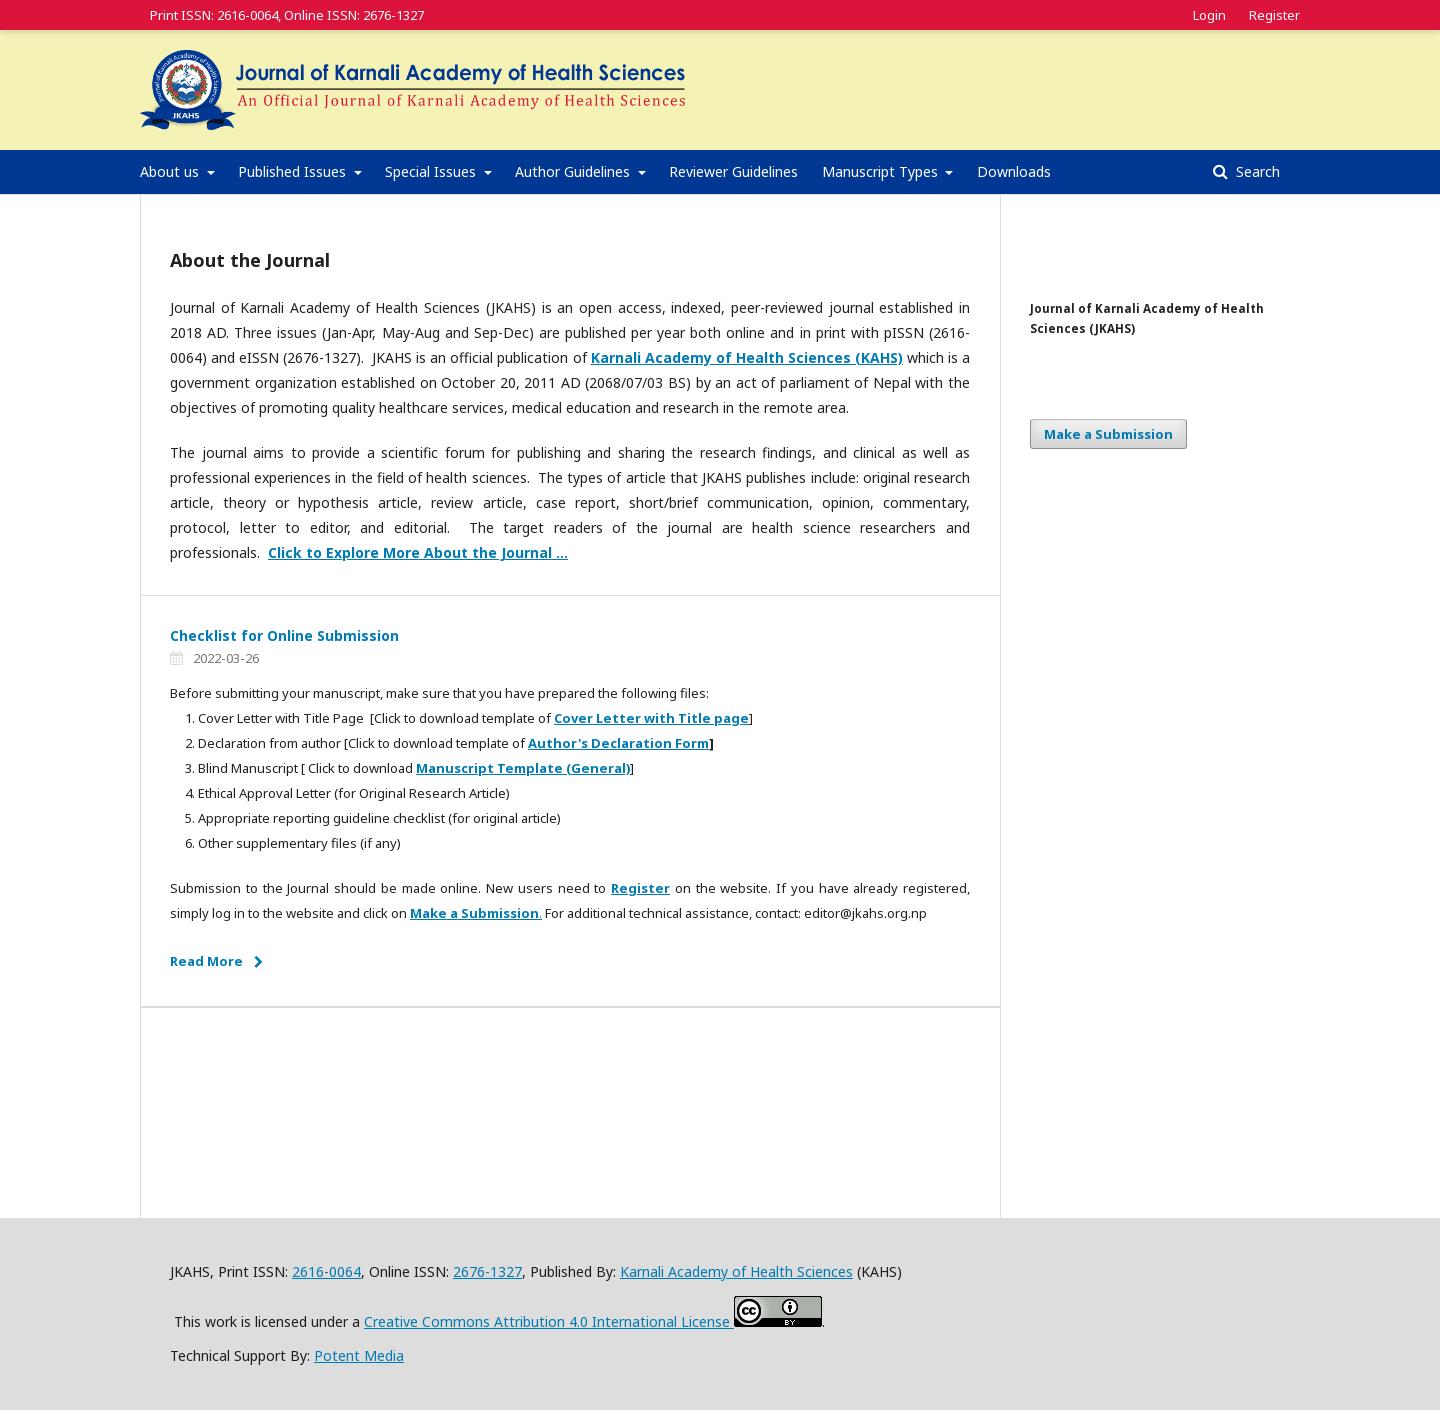 Print ISSN: 2616-0064, Online ISSN: 2676-1327
Login Register
Journal of Karnali Academy of Health Sciences
An Official Journal of Karnali Academy of Health Sciences
Journal of Karnali Academy of Health Sciences
JKAHS
About us Published Issues Special Issues Author Guidelines Reviewer Guidelines Manuscript Types Downloads Search
About the Journal
Journal of Karnali Academy of Health Sciences (JKAHS) is an open access, indexed, peer-reviewed journal established in
2018 AD. Three issues (Jan-Apr, May-Aug and Sep-Dec) are published per year both online and in print with pISSN (2616-
0064) and eISSN (2676-1327).  JKAHS is an official publication of Karnali Academy of Health Sciences (KAHS) which is a
government organization established on October 20, 2011 AD (2068/07/03 BS) by an act of parliament of Nepal with the
objectives of promoting quality healthcare services, medical education and research in the remote area.
The journal aims to provide a scientific forum for publishing and sharing the research findings, and clinical as well as
professional experiences in the field of health sciences.  The types of article that JKAHS publishes include: original research
article, theory or hypothesis article, review article, case report, short/brief communication, opinion, commentary,
protocol, letter to editor, and editorial.  The target readers of the journal are health science researchers and
professionals.  Click to Explore More About the Journal ...
Journal of Karnali Academy of Health
Sciences (JKAHS)
Make a Submission
Checklist for Online Submission
2022-03-26
Before submitting your manuscript, make sure that you have prepared the following files:
1. Cover Letter with Title Page  [Click to download template of Cover Letter with Title page]
2. Declaration from author [Click to download template of Author's Declaration Form]
3. Blind Manuscript [ Click to download Manuscript Template (General)]
4. Ethical Approval Letter (for Original Research Article)
5. Appropriate reporting guideline checklist (for original article)
6. Other supplementary files (if any)
Submission to the Journal should be made online. New users need to Register on the website. If you have already registered,
simply log in to the website and click on Make a Submission. For additional technical assistance, contact: editor@jkahs.org.np
Read More
JKAHS, Print ISSN: 2616-0064, Online ISSN: 2676-1327, Published By: Karnali Academy of Health Sciences (KAHS)
This work is licensed under a Creative Commons Attribution 4.0 International License cc BY.
Technical Support By: Potent Media